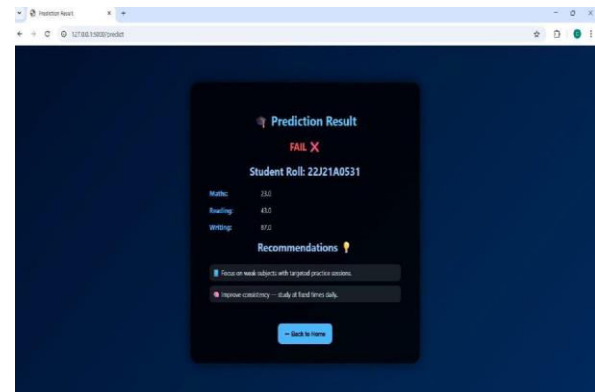 Prediction Result
127.0.0.1:5000/predict
Prediction Result
FAIL
Student Roll: 22J21A0531
Maths: 23.0
Reading: 43.0
Writing: 87.0
Recommendations
Focus on weak subjects with targeted practice sessions.
Improve consistency — study at fixed times daily.
← Back to Home